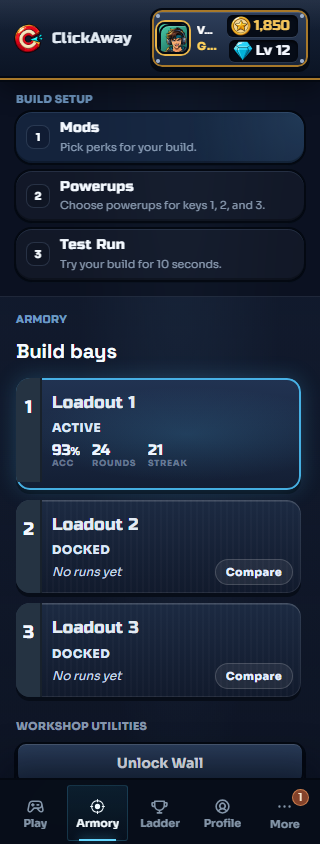 ClickAway
V...
G...
1,850
Lv 12
BUILD SETUP
1
Mods
Pick perks for your build.
2
Powerups
Choose powerups for keys 1, 2, and 3.
3
Test Run
Try your build for 10 seconds.
ARMORY
Build bays
1
Loadout 1
ACTIVE
93% 24 21
ACC ROUNDS STREAK
2
Loadout 2
DOCKED
No runs yet
Compare
3
Loadout 3
DOCKED
No runs yet
Compare
WORKSHOP UTILITIES
Unlock Wall
1
Play Armory Ladder Profile More